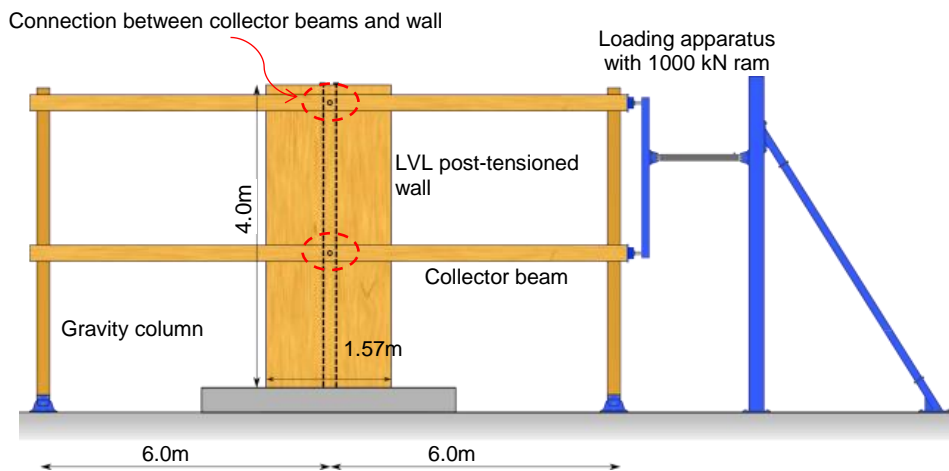 Connection between collector beams and wall
Loading apparatus
with 1000 kN ram
LVL post-tensioned
wall
4.0m
Collector beam
Gravity column
1.57m
6.0m
6.0m